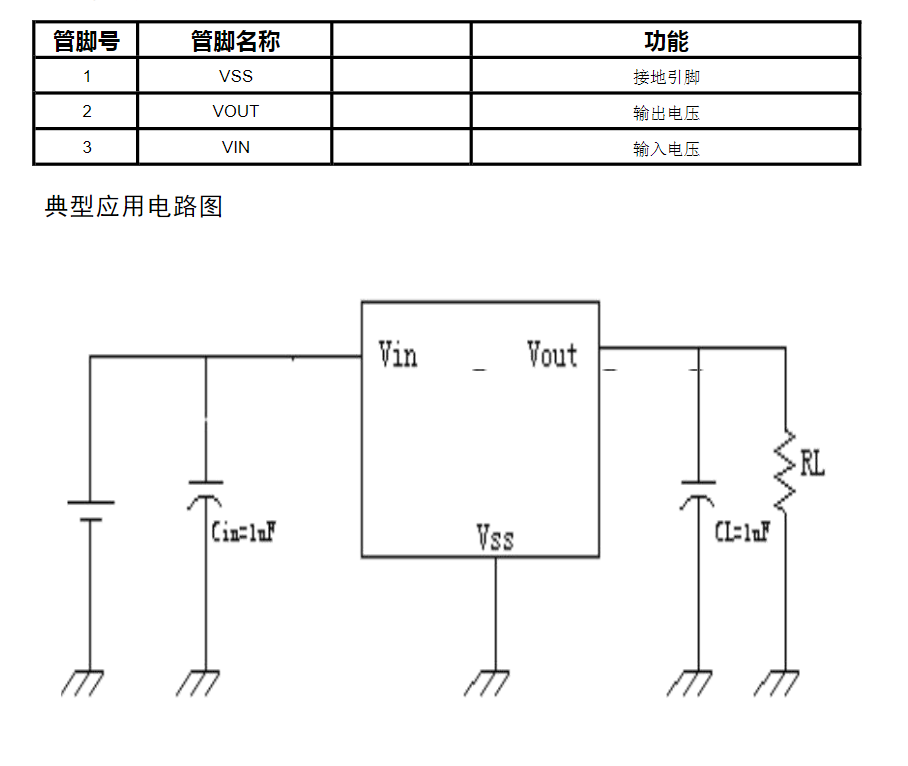 管脚号 管脚名称 功能
1 VSS 接地引脚
2 VOUT 输出电压
3 VIN 输入电压
典型应用电路图
Vin Vout
RL
Cin=1uF
CL=1uF
Vss